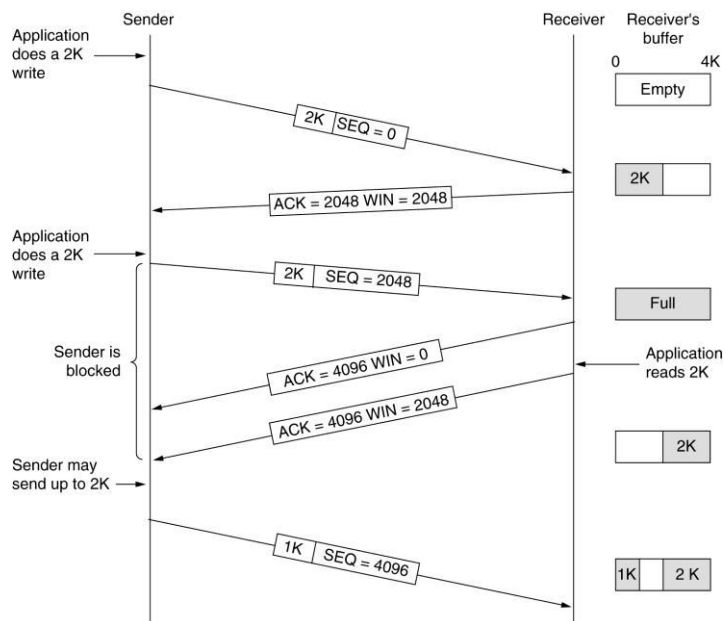 Sender
Receiver
Receiver's
buffer
Application
does a 2K
write
0 4K
Empty
2K SEQ = 0
2K
ACK = 2048 WIN = 2048
Application
does a 2K
write
2K SEQ = 2048
Full
Sender is
blocked
ACK = 4096 WIN = 0
Application
reads 2K
ACK = 4096 WIN = 2048
2K
Sender may
send up to 2K
1K SEQ = 4096
1K 2 K